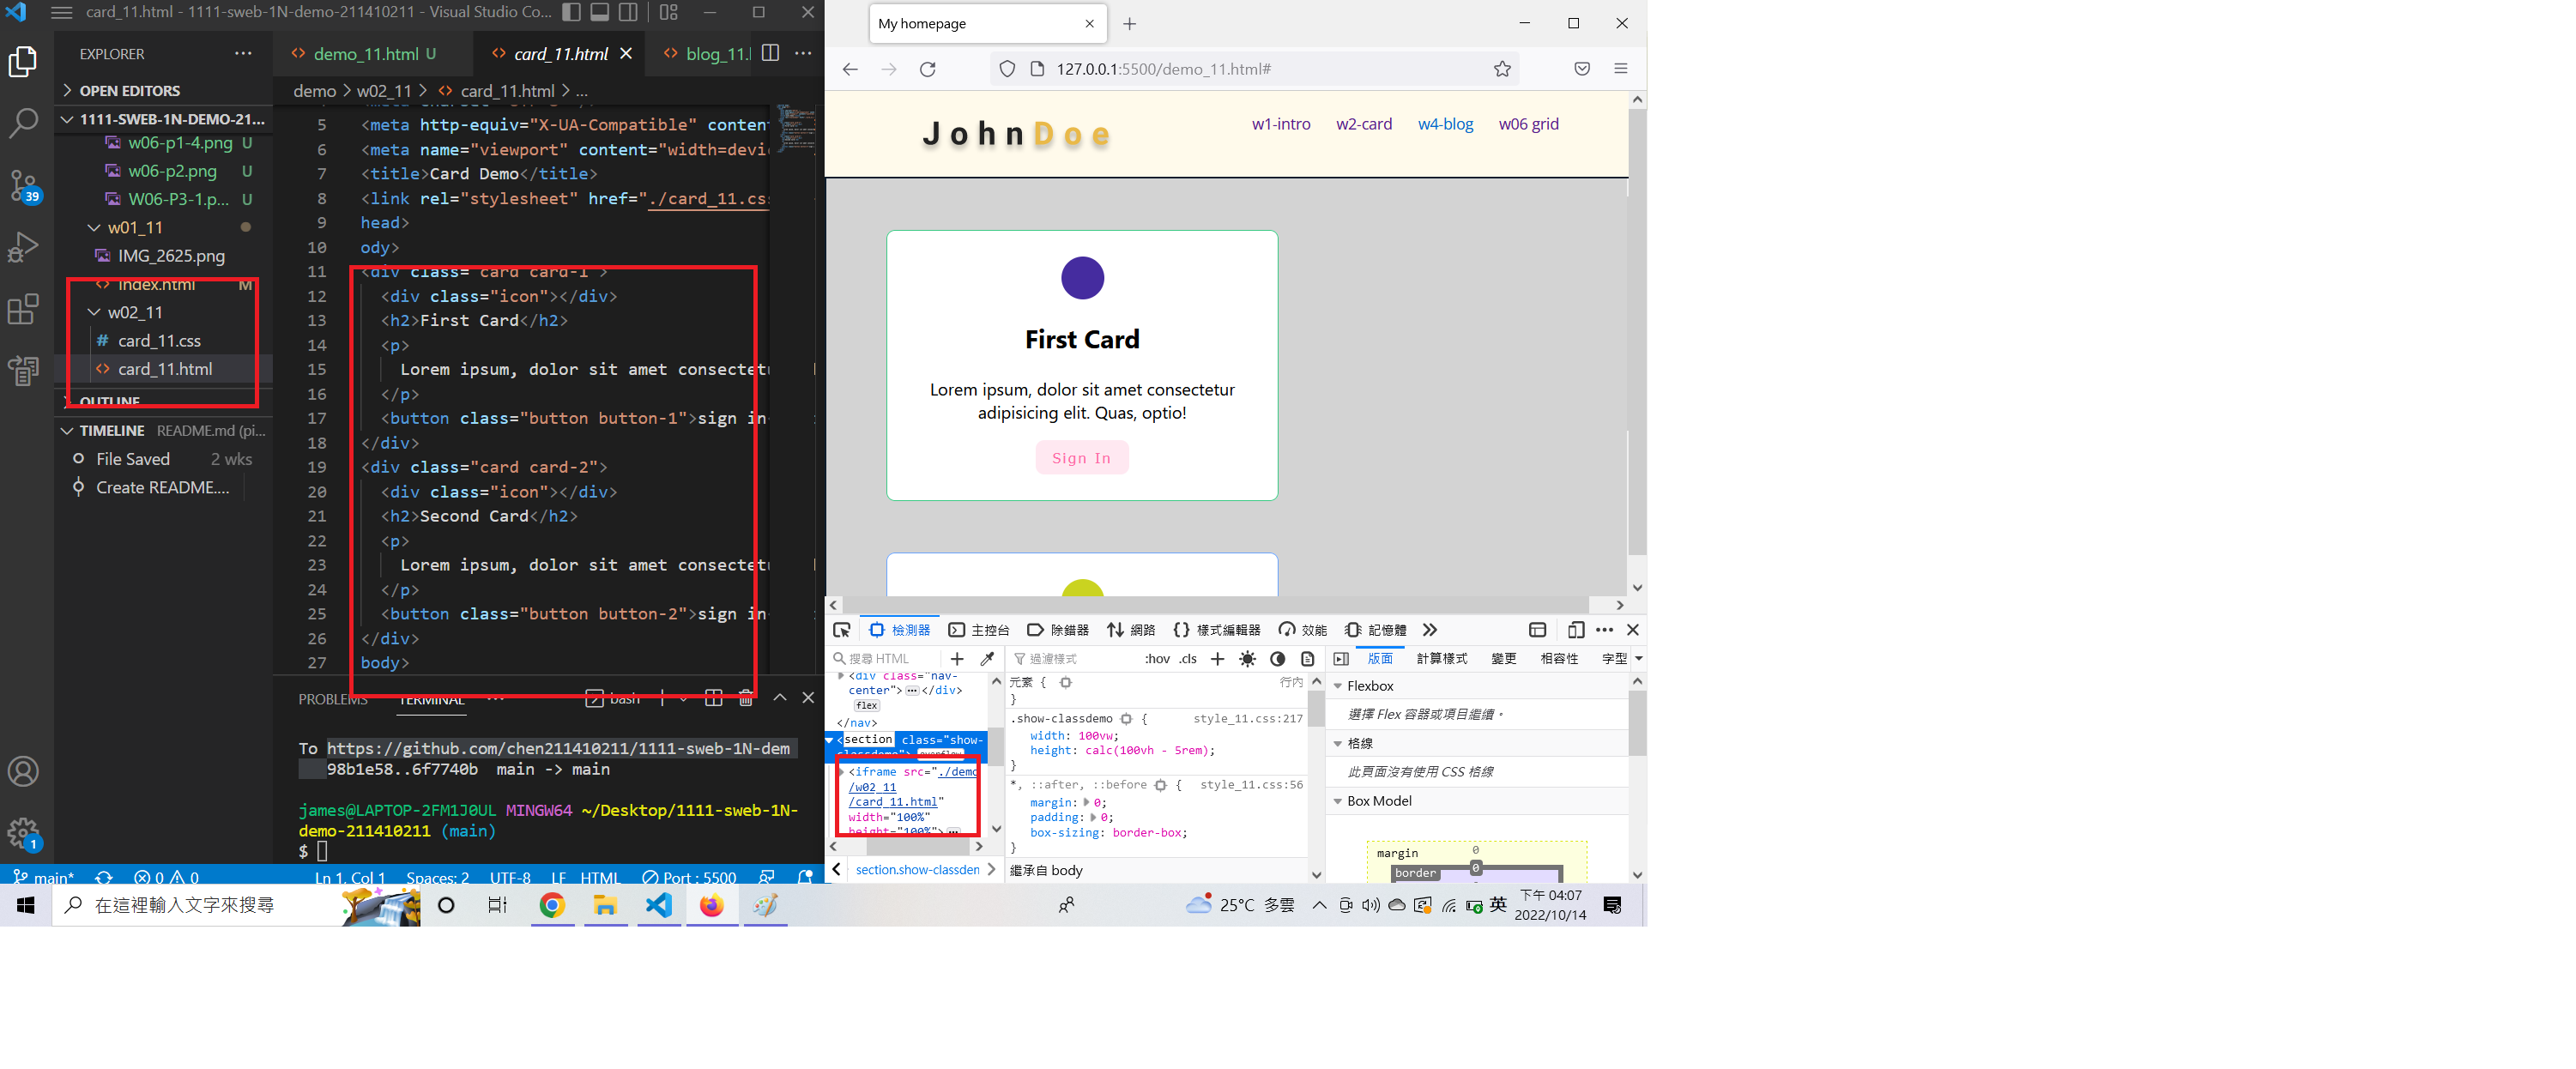 card_11.html - 1111-sweb-1N-demo-211410211 - Visual Studio Co...
EXPLORER
OPEN EDITORS
1111-SWEB-1N-DEMO-21...
w06-p1-4.png U
w06-p2.png U
W06-P3-1.p... U
w01_11
IMG_2625.png
index.html M
w02_11
card_11.css
card_11.html
OUTLINE
TIMELINE README.md (pi...
File Saved 2 wks
Create README....
39
1
demo_11.html U
card_11.html
blog_11.
demo > w02_11 > card_11.html > ...
5 <meta http-equiv="X-UA-Compatible" content
6 <meta name="viewport" content="width=devic
7 <title>Card Demo</title>
8 <link rel="stylesheet" href="./card_11.css
9 head>
10 ody>
11 <div class="card card-1">
12 <div class="icon"></div>
13 <h2>First Card</h2>
14 <p>
15 Lorem ipsum, dolor sit amet consectetu
16 </p>
17 <button class="button button-1">sign in
18 </div>
19 <div class="card card-2">
20 <div class="icon"></div>
21 <h2>Second Card</h2>
22 <p>
23 Lorem ipsum, dolor sit amet consectetu
24 </p>
25 <button class="button button-2">sign in
26 </div>
27 body>
PROBLEMS TERMINAL ... bash
To https://github.com/chen211410211/1111-sweb-1N-dem
98b1e58..6f7740b main -> main
james@LAPTOP-2FM1J0UL MINGW64 ~/Desktop/1111-sweb-1N-
demo-211410211 (main)
$
main* 0 0 Ln 1, Col 1 Spaces: 2 UTF-8 LF HTML Port : 5500
My homepage
127.0.0.1:5500/demo_11.html#
JohnDoe
w1-intro w2-card w4-blog w06 grid
First Card
Lorem ipsum, dolor sit amet consectetur
adipisicing elit. Quas, optio!
Sign In
檢測器 主控台 除錯器 網路 樣式編輯器 效能 記憶體
搜尋 HTML
<div class="nav-
center"> </div>
flex
</nav>
<section class="show-
classdemo"> overflow
<iframe src="./demo
/w02_11
/card_11.html"
width="100%"
height="100%">
section.show-classden
過濾樣式 :hov .cls
元素 { 行內
}
.show-classdemo { style_11.css:217
width: 100vw;
height: calc(100vh - 5rem);
}
*, ::after, ::before { style_11.css:56
margin: 0;
padding: 0;
box-sizing: border-box;
}
繼承自 body
版面 計算樣式 變更 相容性 字型
Flexbox
選擇 Flex 容器或項目繼續。
格線
此頁面沒有使用 CSS 格線
Box Model
margin 0
border 0
在這裡輸入文字來搜尋
25°C 多雲
英
下午 04:07
2022/10/14